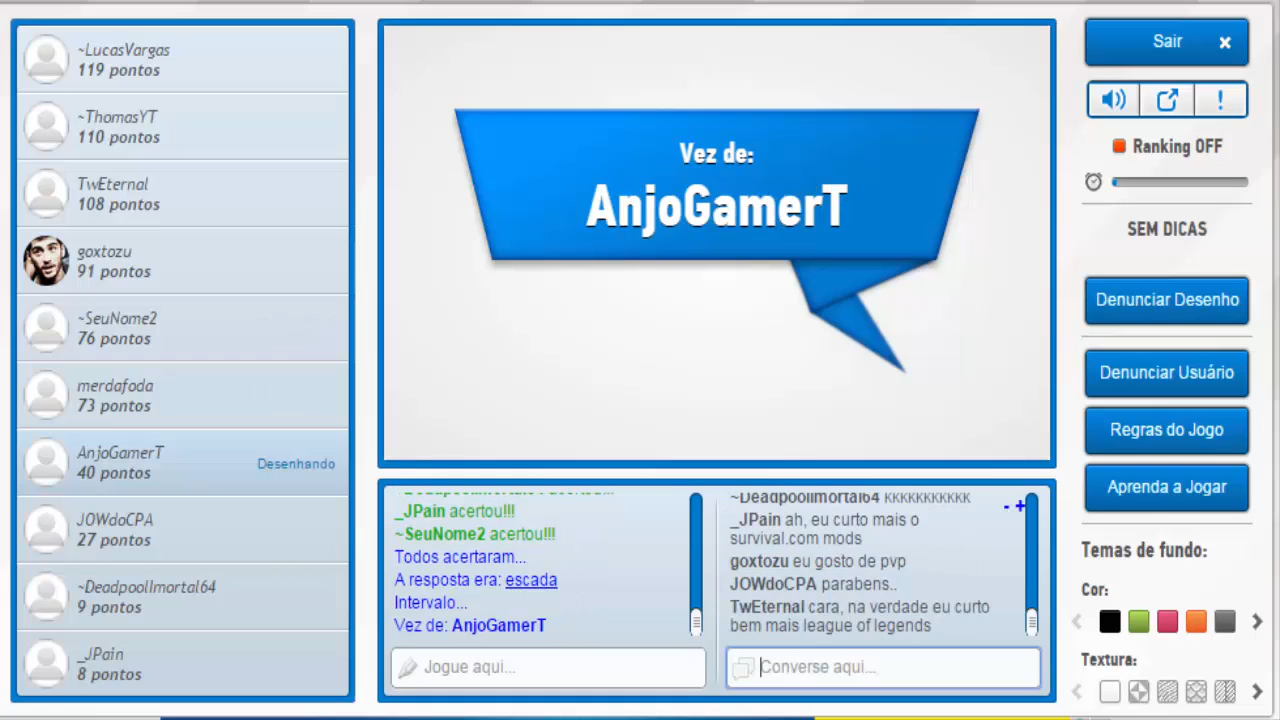 ~LucasVargas
119 pontos
~ThomasYT
110 pontos
TwEternal
108 pontos
goxtozu
91 pontos
~SeuNome2
76 pontos
merdafoda
73 pontos
AnjoGamerT
40 pontos
Desenhando
JOWdoCPA
27 pontos
~DeadpoolImortal64
9 pontos
_JPain
8 pontos
Vez de:
AnjoGamerT
_JPain acertou!!!
~SeuNome2 acertou!!!
Todos acertaram...
A resposta era: escada
Intervalo...
Vez de: AnjoGamerT
Jogue aqui...
~DeadpoolImortal64 KKKKKKKKKKK
- +
_JPain ah, eu curto mais o
survival.com mods
goxtozu eu gosto de pvp
JOWdoCPA parabens..
TwEternal cara, na verdade eu curto
bem mais league of legends
Converse aqui...
Sair ×
!
Ranking OFF
SEM DICAS
Denunciar Desenho
Denunciar Usuário
Regras do Jogo
Aprenda a Jogar
Temas de fundo:
Cor:
Textura: